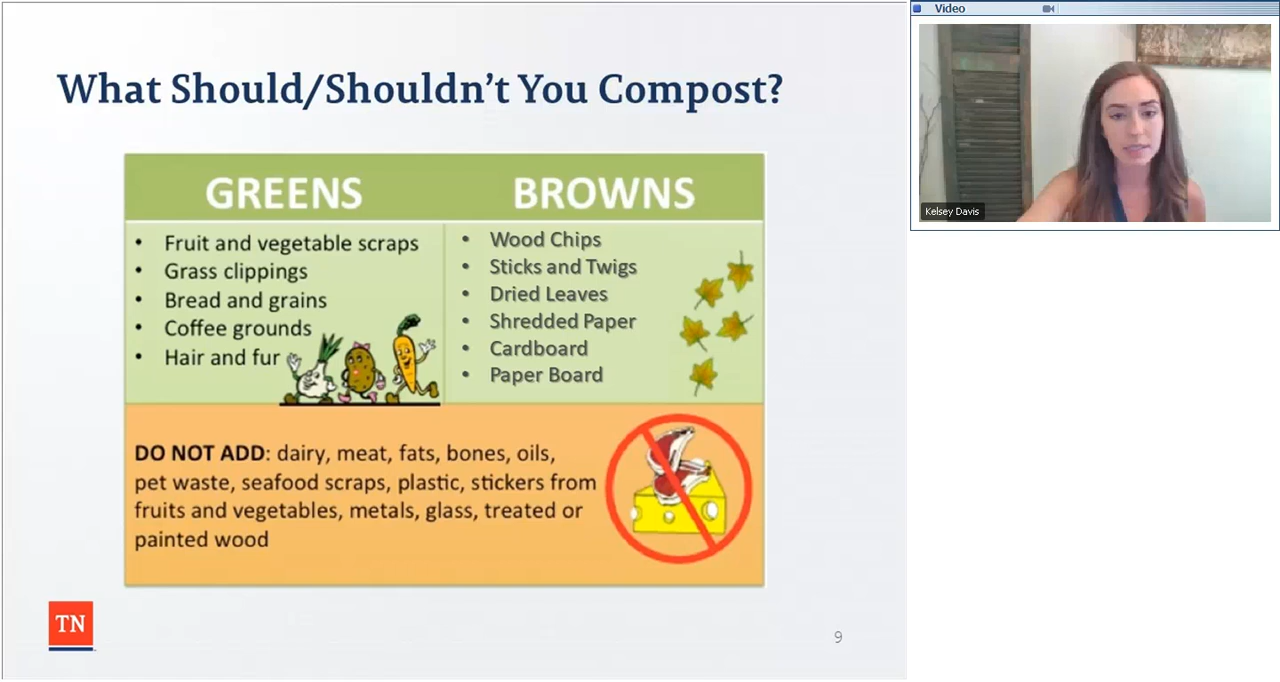 What Should/Shouldn't You Compost?
GREENS
• Fruit and vegetable scraps
• Grass clippings
• Bread and grains
• Coffee grounds
• Hair and fur
BROWNS
• Wood Chips
• Sticks and Twigs
• Dried Leaves
• Shredded Paper
• Cardboard
• Paper Board
DO NOT ADD: dairy, meat, fats, bones, oils,
pet waste, seafood scraps, plastic, stickers from
fruits and vegetables, metals, glass, treated or
painted wood
TN
9
Video
Kelsey Davis